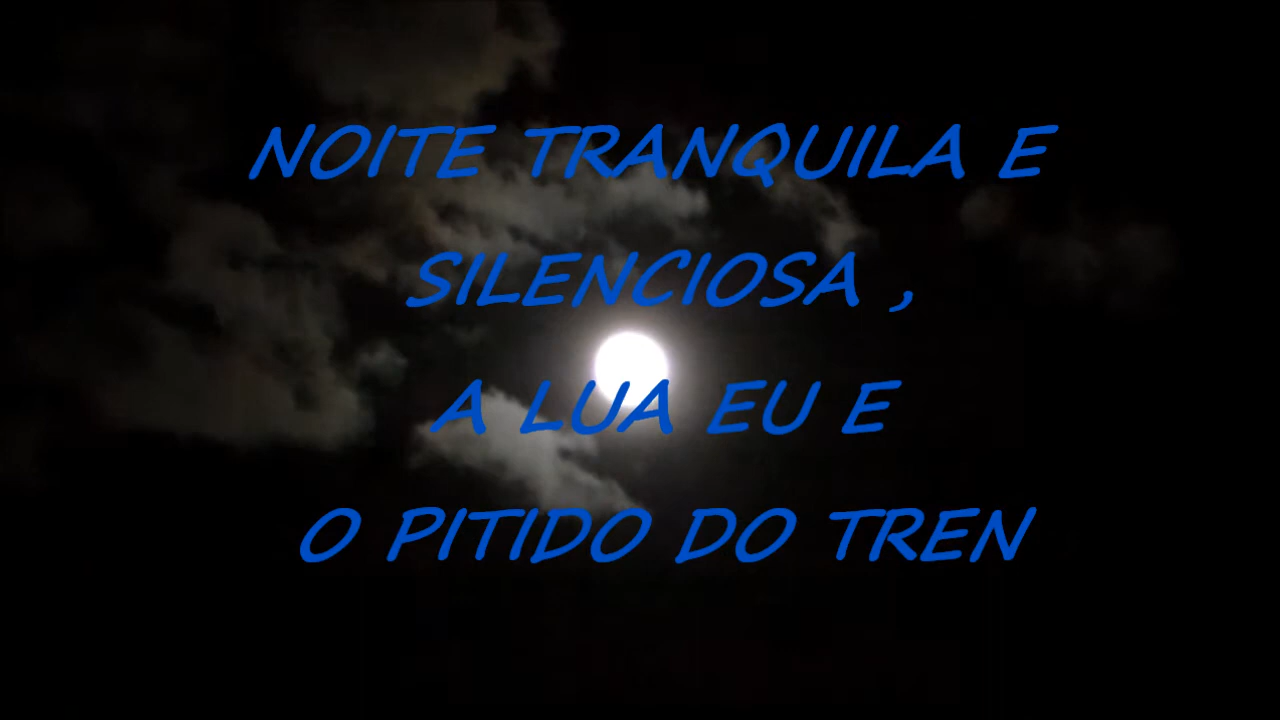 NOITE TRANQUILA E
SILENCIOSA ,
A LUA EU E
O PITIDO DO TREN